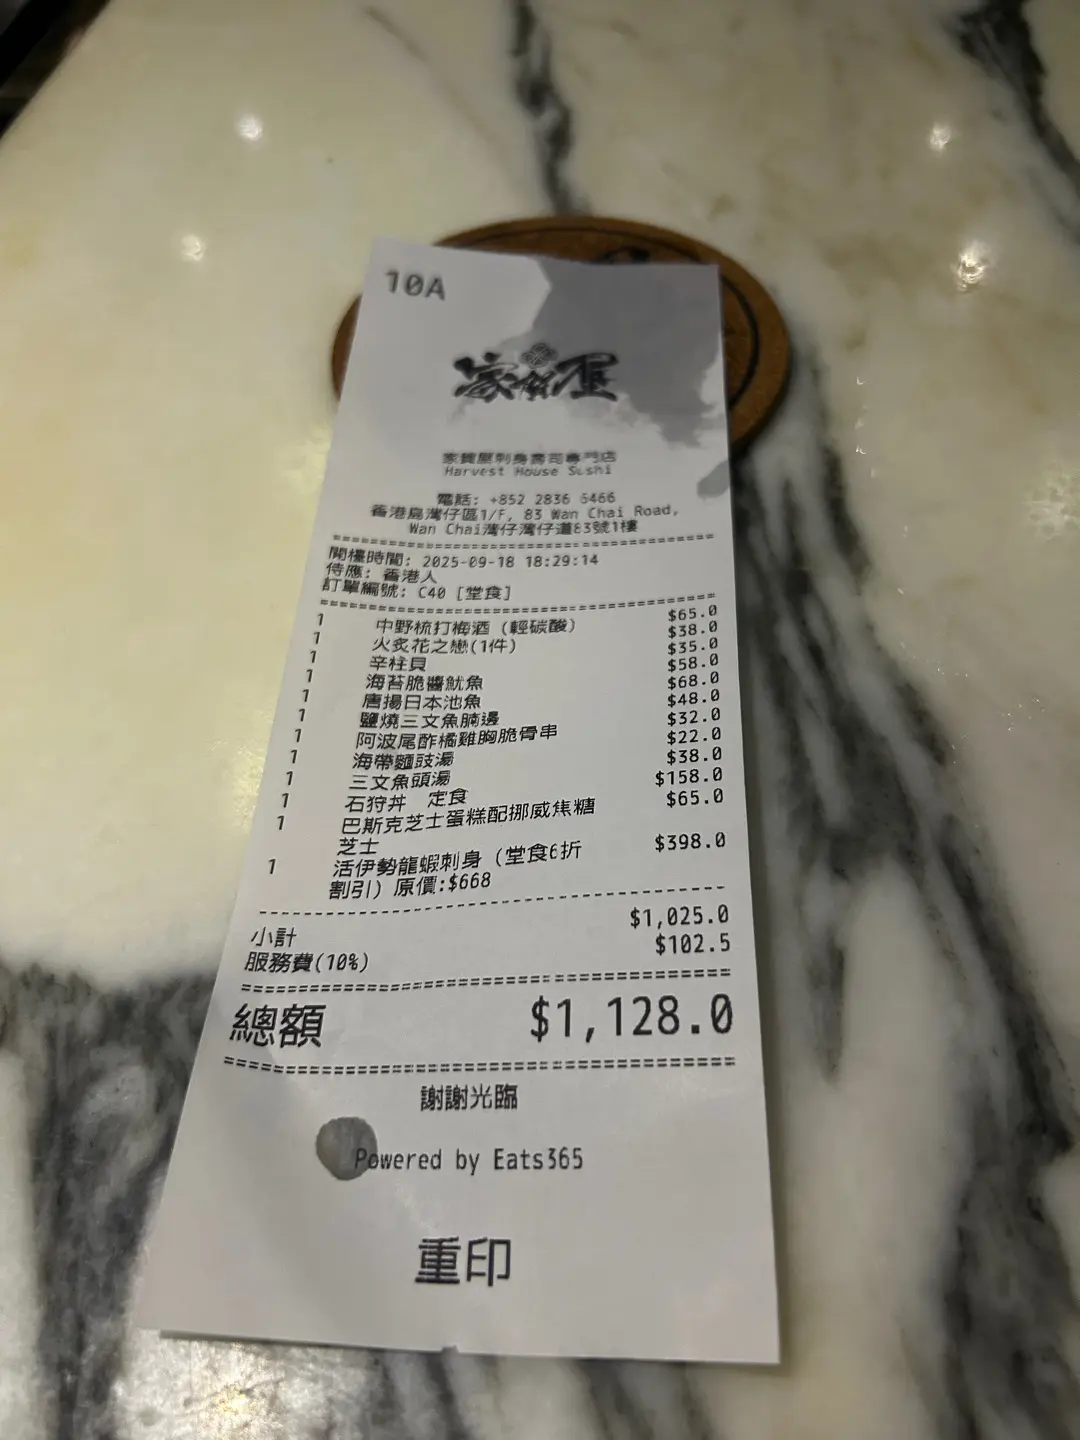 10A
家賀屋
家賀屋刺身壽司專門店
Harvest House Sushi
電話: +852 2836 6466
香港島灣仔區1/F, 83 Wan Chai Road,
Wan Chai灣仔灣仔道83號1樓
開檯時間: 2025-09-18 18:29:14
侍應: 香港人
訂單編號: C40 [堂食]
1 中野梳打梅酒 (輕碳酸) $65.0
1 火炙花之戀(1件) $38.0
1 辛柱貝 $35.0
1 海苔脆醬魷魚 $58.0
1 唐揚日本池魚 $68.0
1 鹽燒三文魚腩邊 $48.0
1 阿波尾酢橘雞胸脆骨串 $32.0
1 海帶麵豉湯 $22.0
1 三文魚頭湯 $38.0
1 石狩丼 定食 $158.0
1 巴斯克芝士蛋糕配挪威焦糖 $65.0
芝士
1 活伊勢龍蝦刺身 (堂食6折 $398.0
割引) 原價:$668
小計 $1,025.0
服務費(10%) $102.5
總額 $1,128.0
謝謝光臨
Powered by Eats365
重印